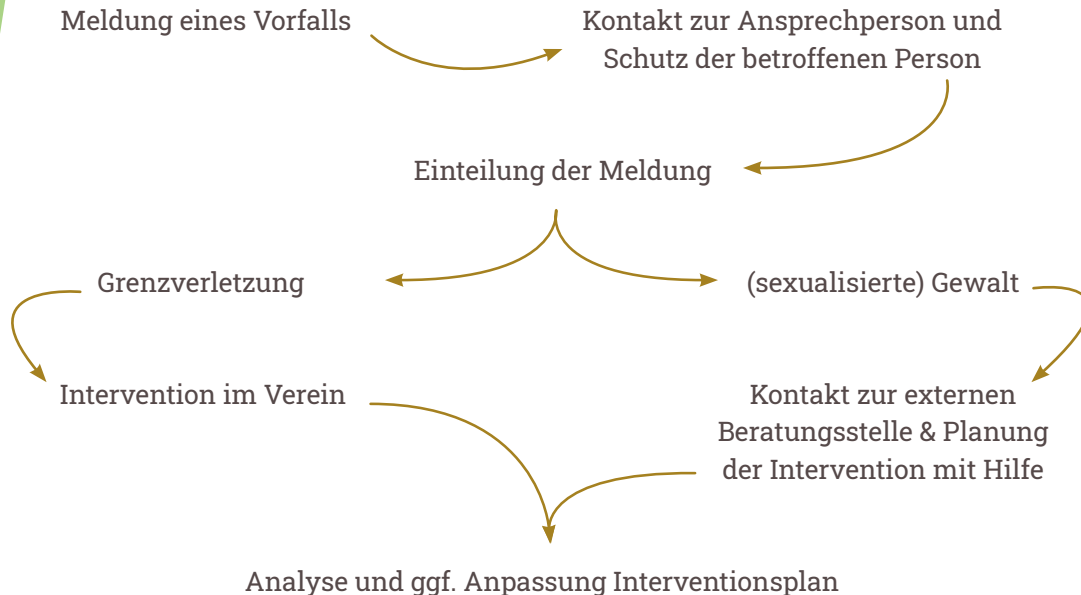 Meldung eines Vorfalls
Kontakt zur Ansprechperson und
Schutz der betroffenen Person
Einteilung der Meldung
Grenzverletzung
(sexualisierte) Gewalt
Intervention im Verein
Kontakt zur externen
Beratungsstelle & Planung
der Intervention mit Hilfe
Analyse und ggf. Anpassung Interventionsplan